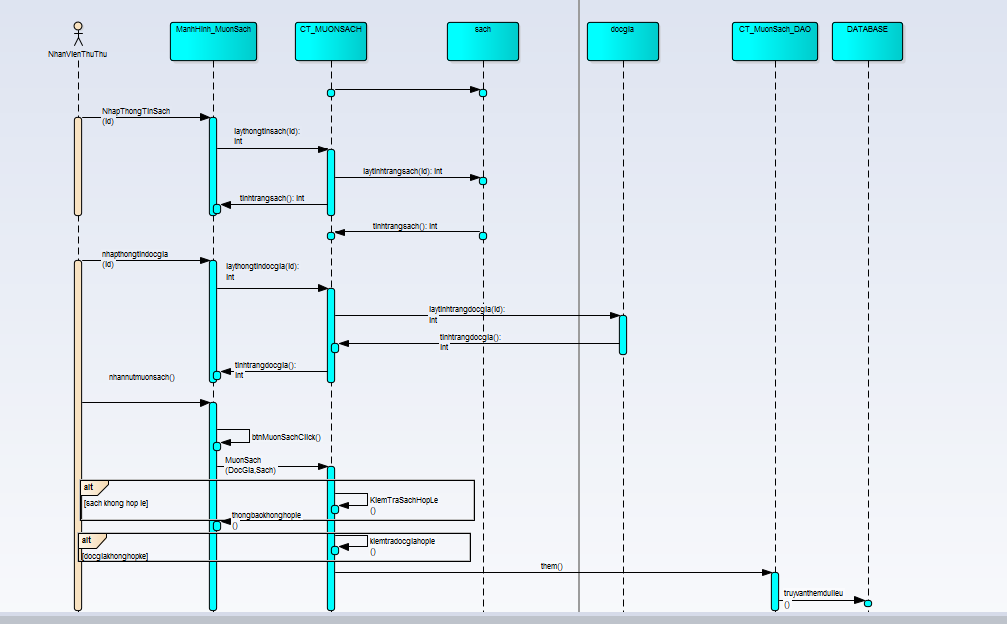 NhanVienThuThu
ManHinh_MuonSach
CT_MUONSACH
sach
docgia
CT_MuonSach_DAO
DATABASE
NhapThongTinSach
(id)
laythongtinsach(id):
int
laytinhtrangsach(id): int
tinhtrangsach(): int
tinhtrangsach(): int
nhapthongtindocgia
(id)
laythongtindocgia(id):
int
laytinhtrangdocgia(id):
int
tinhtrangdocgia():
int
tinhtrangdocgia():
int
nhannutmuonsach()
btnMuonSachClick()
MuonSach
(DocGia,Sach)
alt
[sach khong hop le]
KiemTraSachHopLe
()
thongbaokhonghople
()
alt
[docgiakhonghopke]
kiemtradocgiahople
()
them()
truyvanthemdulieu
()